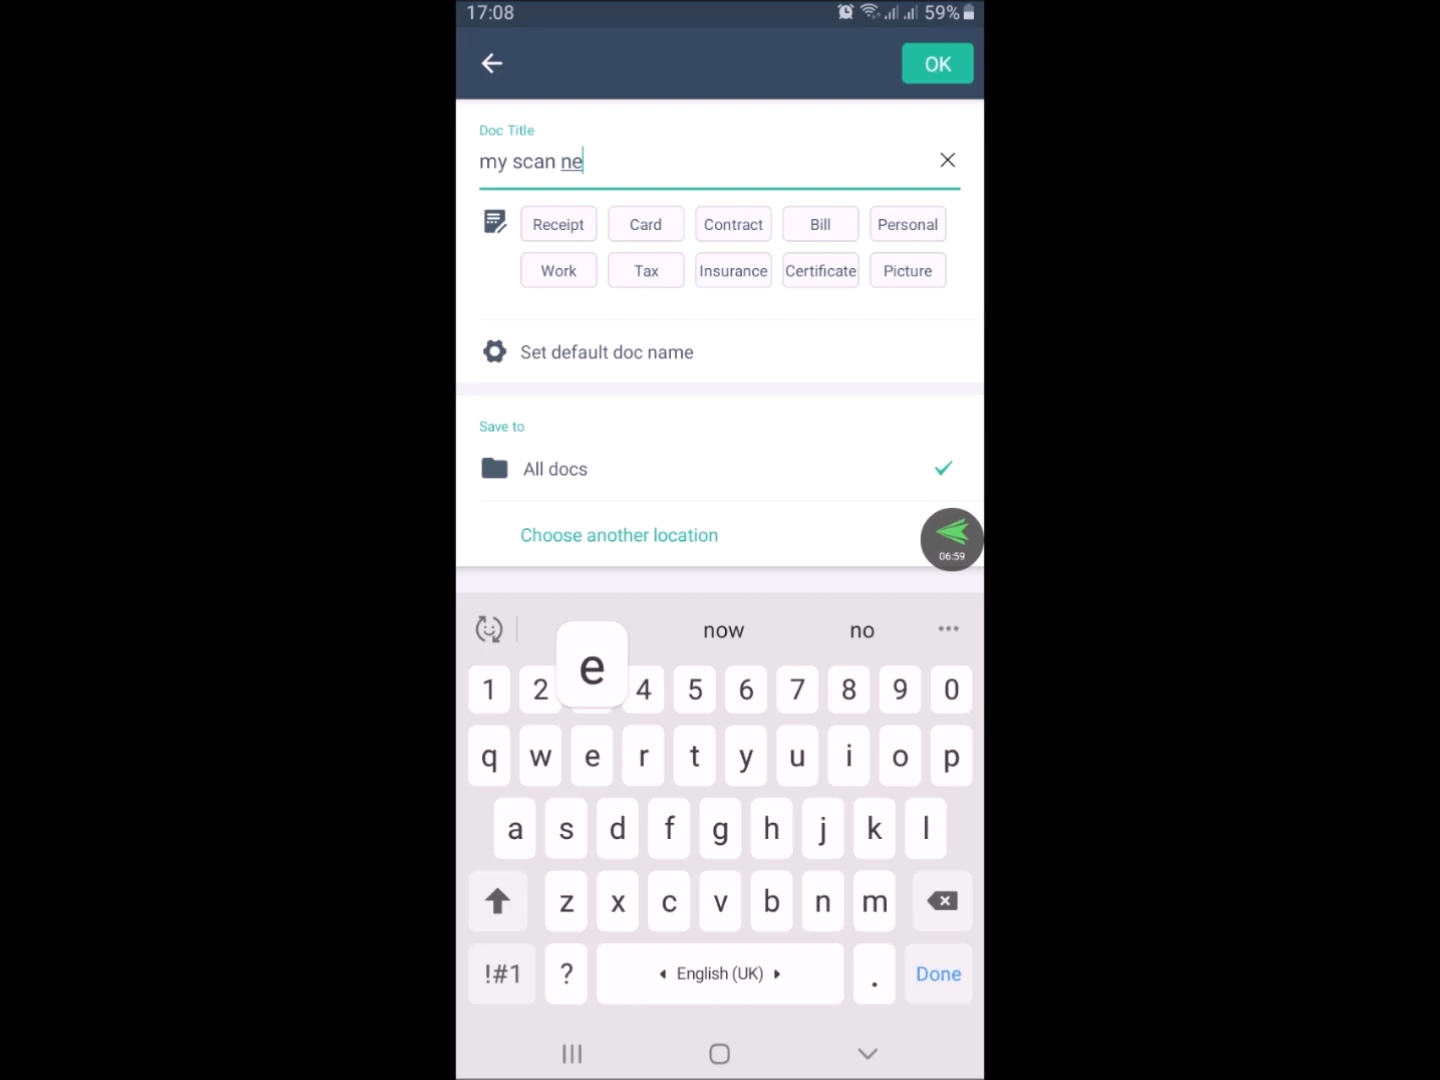 17:08 59%
OK
Doc Title
my scan ne
Receipt Card Contract Bill Personal
Work Tax Insurance Certificate Picture
Set default doc name
Save to
All docs
Choose another location
06:59
now no
e
1 2 4 5 6 7 8 9 0
q w e r t y u i o p
a s d f g h j k l
z x c v b n m
!#1 ? English (UK) . Done